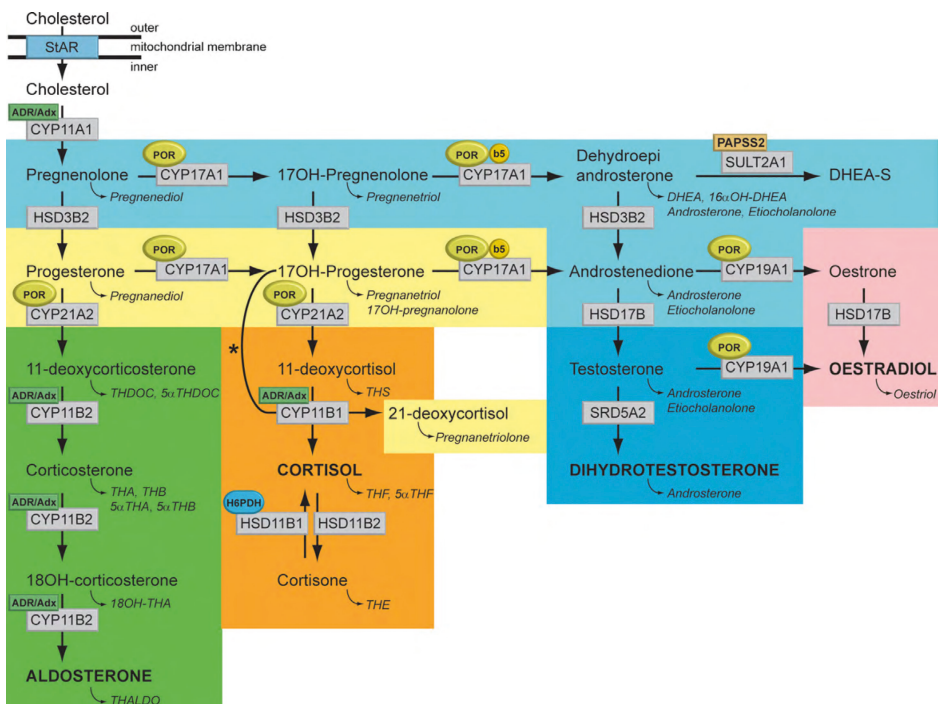 Cholesterol
outer
StAR
mitochondrial membrane
inner
Cholesterol
ADR/Adx
CYP11A1
POR
CYP17A1
POR
b5
CYP17A1
PAPSS2
SULT2A1
Pregnenolone
17OH-Pregnenolone
Dehydroepi
androsterone
DHEA-S
Pregnenediol
Pregnenetriol
DHEA, 16αOH-DHEA
Androsterone, Etiocholanolone
HSD3B2
HSD3B2
HSD3B2
POR
CYP17A1
POR
b5
CYP17A1
POR
CYP19A1
Progesterone
17OH-Progesterone
Androstenedione
Oestrone
Pregnanediol
Pregnanetriol
17OH-pregnanolone
Androsterone
Etiocholanolone
POR
CYP21A2
POR
CYP21A2
HSD17B
HSD17B
*
POR
CYP19A1
11-deoxycorticosterone
11-deoxycortisol
Testosterone
OESTRADIOL
THDOC, 5αTHDOC
THS
Androsterone
Etiocholanolone
Oestriol
ADR/Adx
CYP11B2
ADR/Adx
CYP11B1
21-deoxycortisol
SRD5A2
Pregnanetriolone
Corticosterone
CORTISOL
DIHYDROTESTOSTERONE
THA, THB
5αTHA, 5αTHB
THF, 5αTHF
Androsterone
ADR/Adx
CYP11B2
H6PDH
HSD11B1
HSD11B2
18OH-corticosterone
Cortisone
18OH-THA
THE
ADR/Adx
CYP11B2
ALDOSTERONE
THALDO